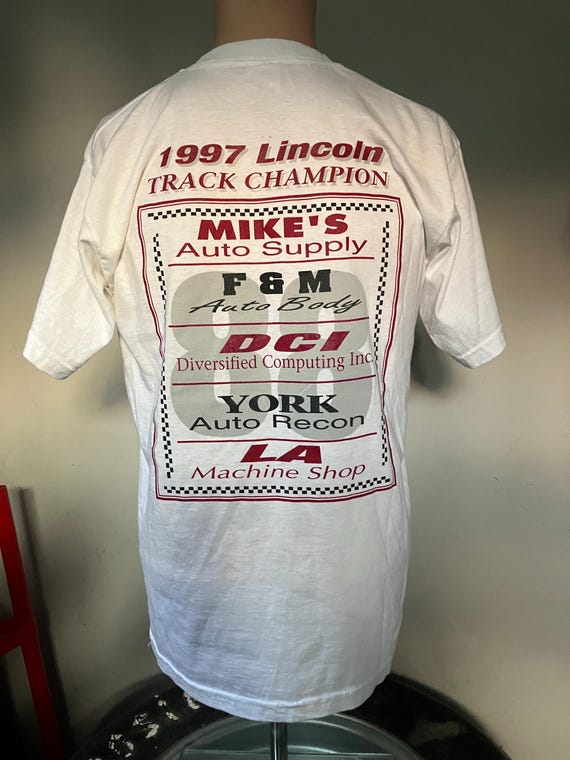 1997 Lincoln
TRACK CHAMPION
MIKE'S
Auto Supply
F & M
Auto Body
DCI
Diversified Computing Inc.
YORK
Auto Recon
LA
Machine Shop
88